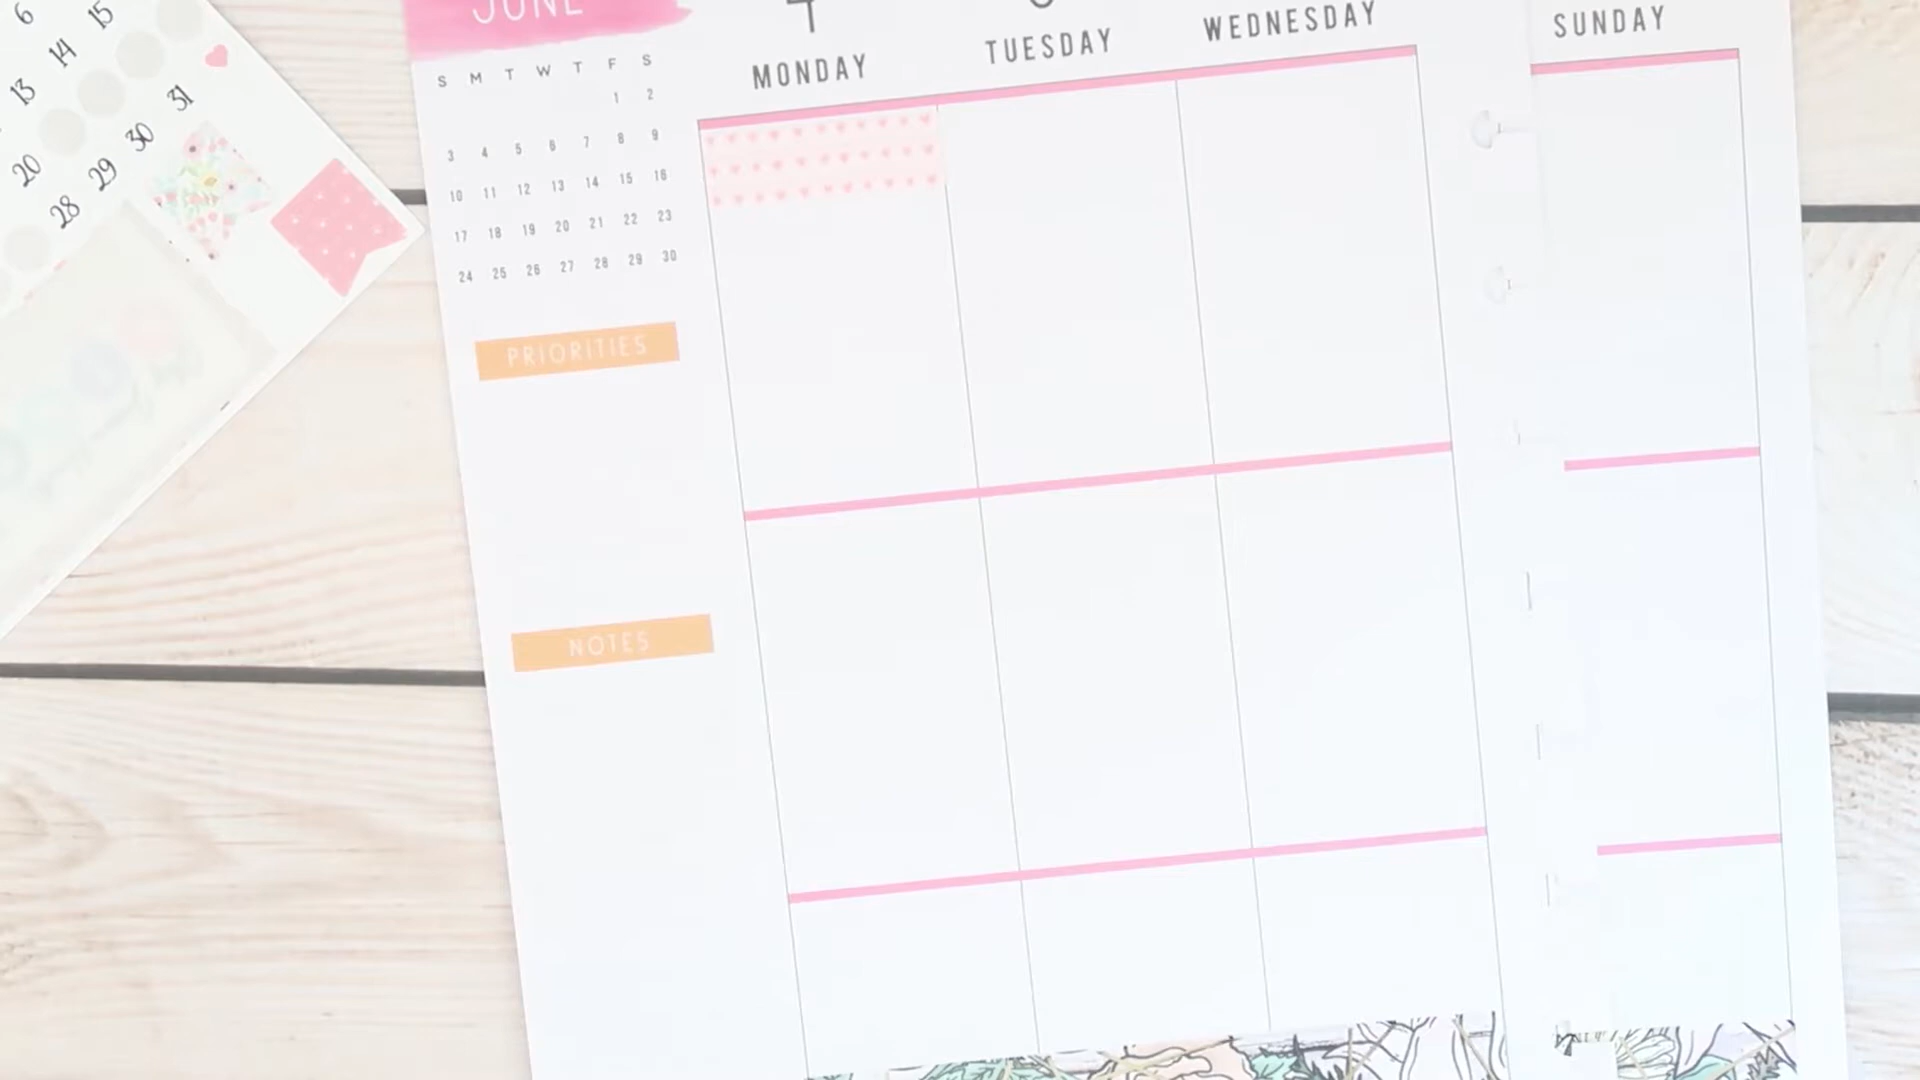 JUNE
4
MONDAY
TUESDAY
WEDNESDAY
SUNDAY
S M T W T F S
1 2
3 4 5 6 7 8 9
10 11 12 13 14 15 16
17 18 19 20 21 22 23
24 25 26 27 28 29 30
PRIORITIES
NOTES
6
13
14
15
20
28
29
30
31